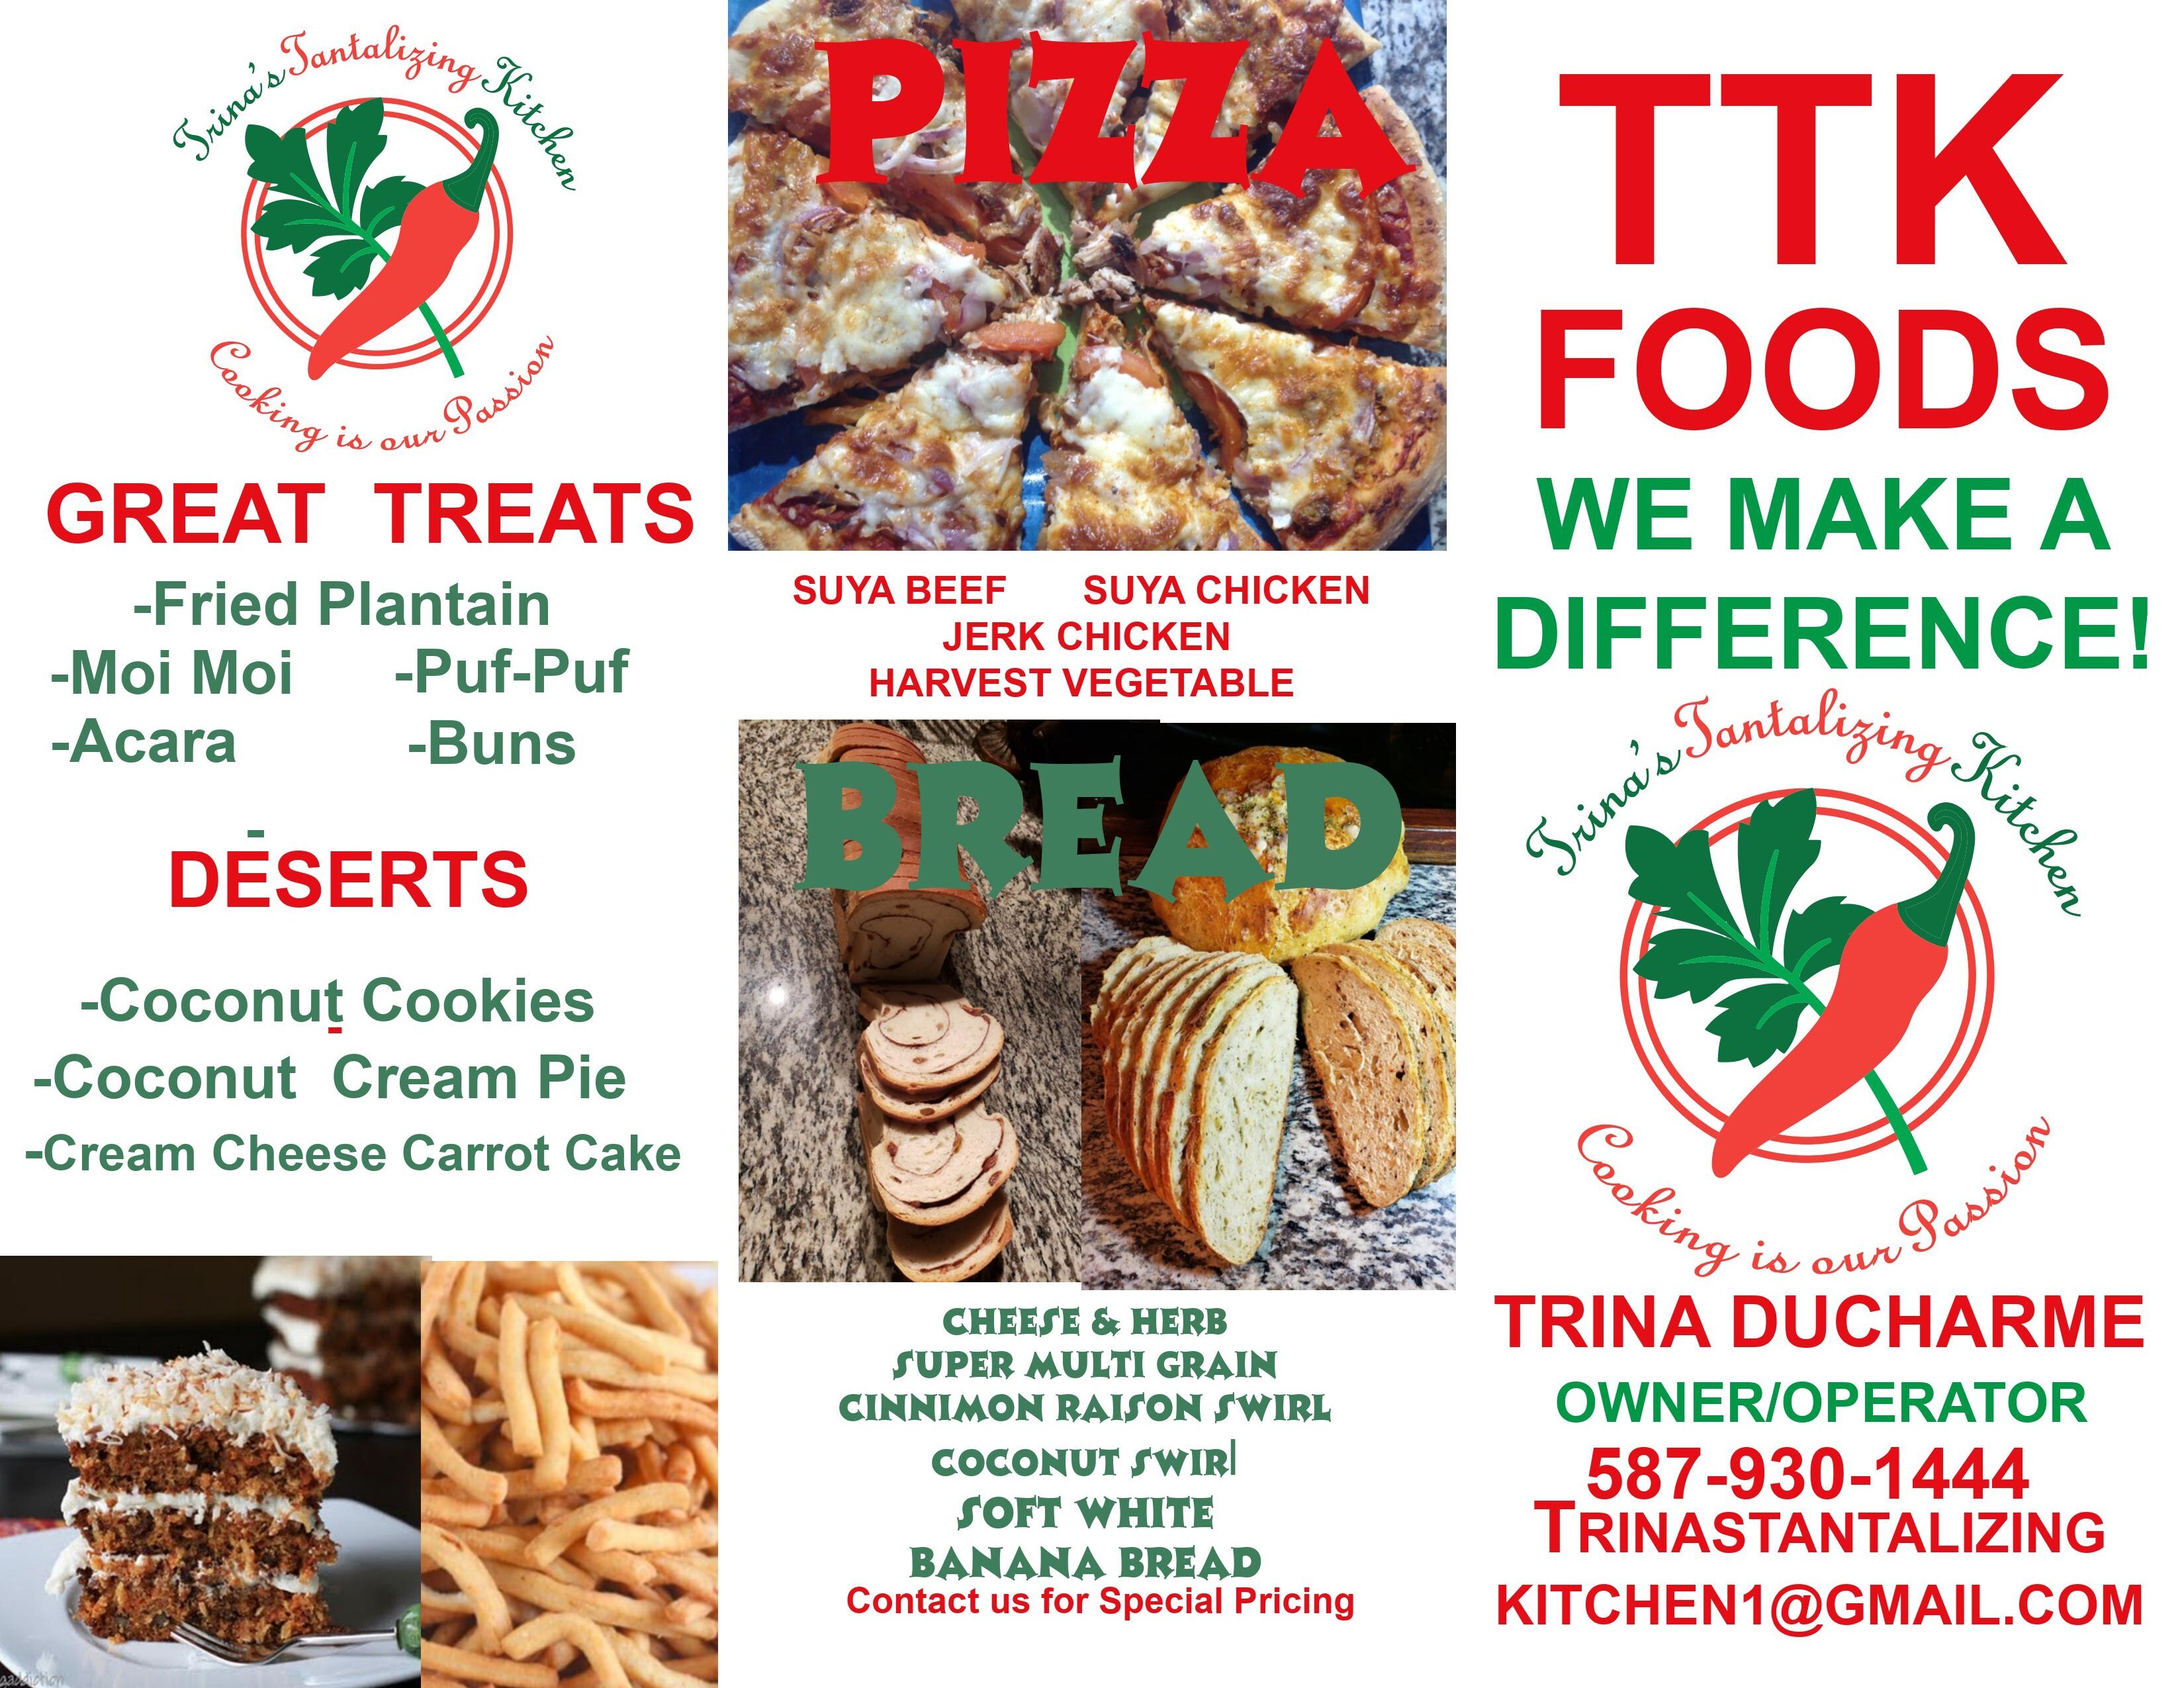 Trina's Tantalizing Kitchen
Cooking is our Passion
GREAT TREATS
-Fried Plantain
-Moi Moi -Puf-Puf
-Acara -Buns
-
DESERTS
-
-Coconut Cookies
-
-Coconut Cream Pie
-Cream Cheese Carrot Cake
PIZZA
SUYA BEEF SUYA CHICKEN
JERK CHICKEN
HARVEST VEGETABLE
BREAD
CHEESE & HERB
SUPER MULTI GRAIN
CINNIMON RAISON SWIRL
COCONUT SWIRl
SOFT WHITE
BANANA BREAD
Contact us for Special Pricing
TTK
FOODS
WE MAKE A
DIFFERENCE!
Trina's Tantalizing Kitchen
Cooking is our Passion
TRINA DUCHARME
OWNER/OPERATOR
587-930-1444
TRINASTANTALIZING
KITCHEN1@GMAIL.COM